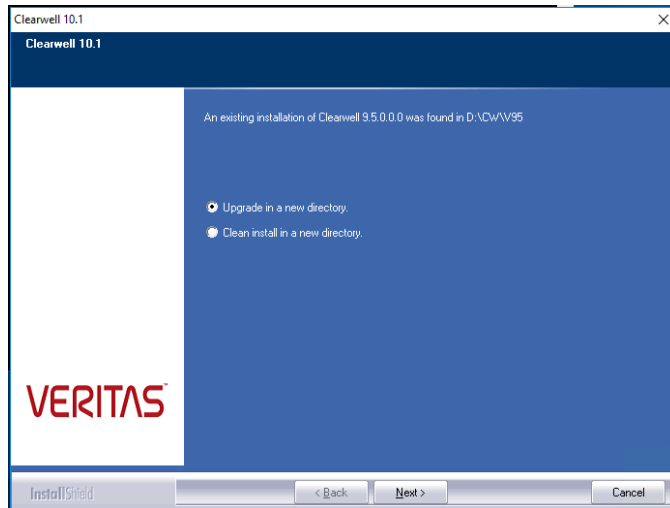 Clearwell 10.1
Clearwell 10.1
An existing installation of Clearwell 9.5.0.0.0 was found in D:\CW\V95
Upgrade in a new directory.
Clean install in a new directory.
VERITAS™
InstallShield
< Back
Next >
Cancel